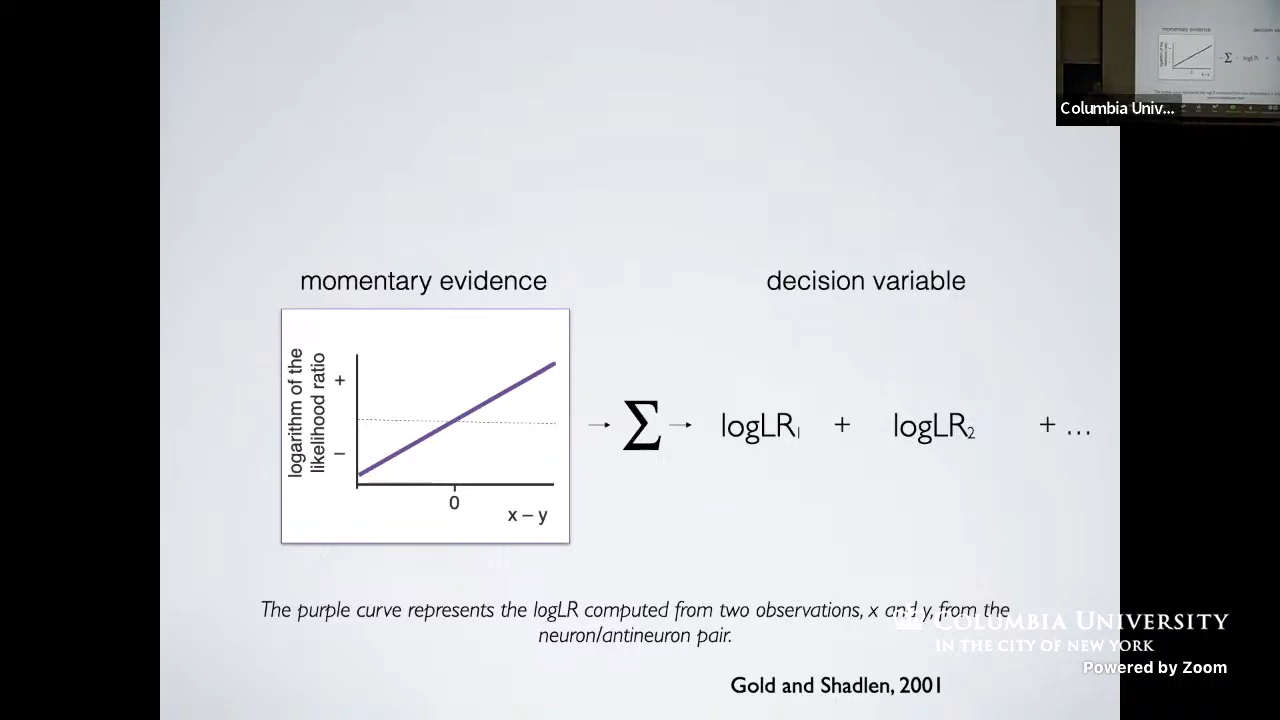 Columbia Univ...
momentary evidence
decision variable
logarithm of the
likelihood ratio
+
−
0
x – y
→ ∑ → logLR1 + logLR2 + ...
The purple curve represents the logLR computed from two observations, x and y, from the
neuron/antineuron pair.
COLUMBIA UNIVERSITY
IN THE CITY OF NEW YORK
Powered by Zoom
Gold and Shadlen, 2001